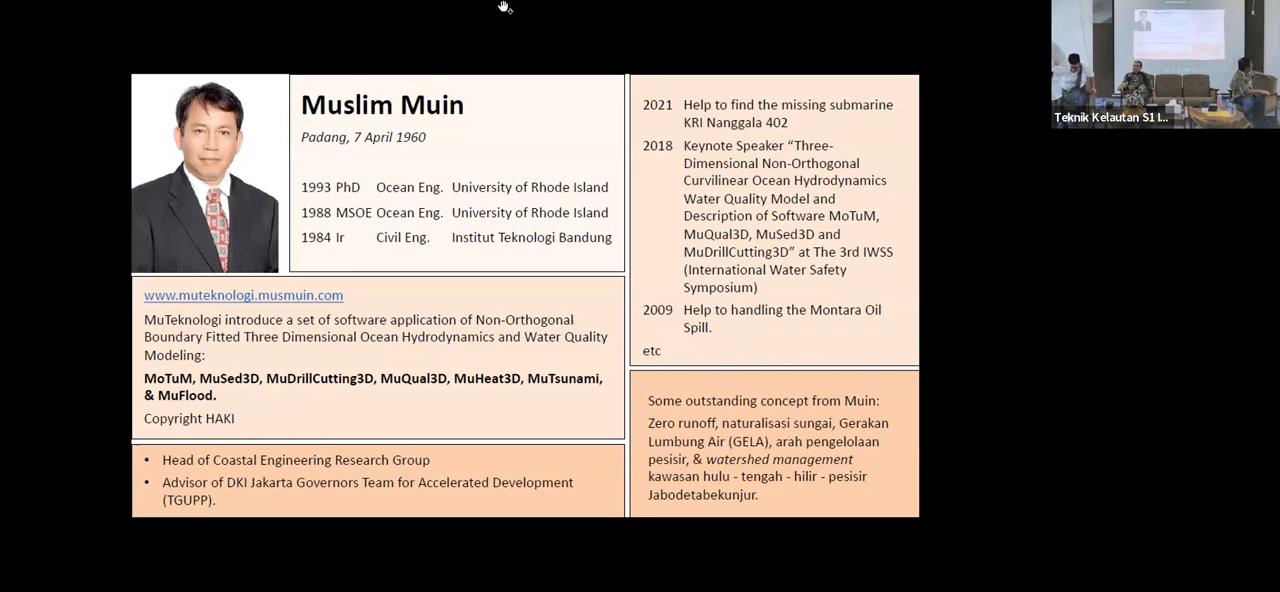 Muslim Muin
Padang, 7 April 1960
1993 PhD Ocean Eng. University of Rhode Island
1988 MSOE Ocean Eng. University of Rhode Island
1984 Ir Civil Eng. Institut Teknologi Bandung
www.muteknologi.musmuin.com
MuTeknologi introduce a set of software application of Non-Orthogonal
Boundary Fitted Three Dimensional Ocean Hydrodynamics and Water Quality
Modeling:
MoTuM, MuSed3D, MuDrillCutting3D, MuQual3D, MuHeat3D, MuTsunami,
& MuFlood.
Copyright HAKI
• Head of Coastal Engineering Research Group
• Advisor of DKI Jakarta Governors Team for Accelerated Development
(TGUPP).
2021 Help to find the missing submarine
KRI Nanggala 402
2018 Keynote Speaker “Three-
Dimensional Non-Orthogonal
Curvilinear Ocean Hydrodynamics
Water Quality Model and
Description of Software MoTuM,
MuQual3D, MuSed3D and
MuDrillCutting3D” at The 3rd IWSS
(International Water Safety
Symposium)
2009 Help to handling the Montara Oil
Spill.
etc
Some outstanding concept from Muin:
Zero runoff, naturalisasi sungai, Gerakan
Lumbung Air (GELA), arah pengelolaan
pesisir, & watershed management
kawasan hulu - tengah - hilir - pesisir
Jabodetabekunjur.
Teknik Kelautan S1 I...